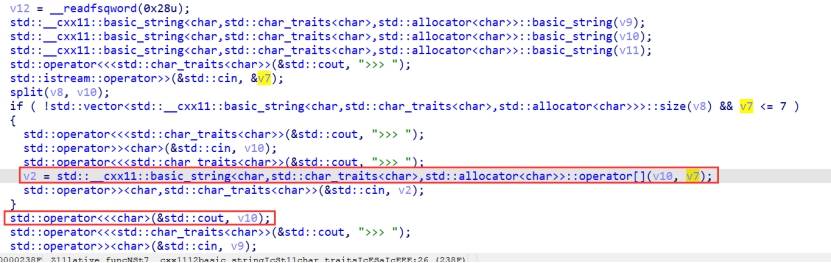 v12 = __readfsqword(0x28u);
std::__cxx11::basic_string<char,std::char_traits<char>,std::allocator<char>>::basic_string(v9);
std::__cxx11::basic_string<char,std::char_traits<char>,std::allocator<char>>::basic_string(v10);
std::__cxx11::basic_string<char,std::char_traits<char>,std::allocator<char>>::basic_string(v11);
std::operator<<<std::char_traits<char>>(&std::cout, ">>> ");
std::istream::operator>>(&std::cin, &v7);
split(v8, v10);
if ( !std::vector<std::__cxx11::basic_string<char,std::char_traits<char>,std::allocator<char>>>::size(v8) && v7 <= 7 )
{
std::operator<<<std::char_traits<char>>(&std::cout, ">>> ");
std::operator>><char>(&std::cin, v10);
std::operator<<<std::char_traits<char>>(&std::cout, ">>> ");
v2 = std::__cxx11::basic_string<char,std::char_traits<char>,std::allocator<char>>::operator[](v10, v7);
std::operator>><char,std::char_traits<char>>(&std::cin, v2);
}
std::operator<<<char>(&std::cout, v10);
std::operator<<<std::char_traits<char>>(&std::cout, ">>> ");
std::operator>><char>(&std::cin, v9);